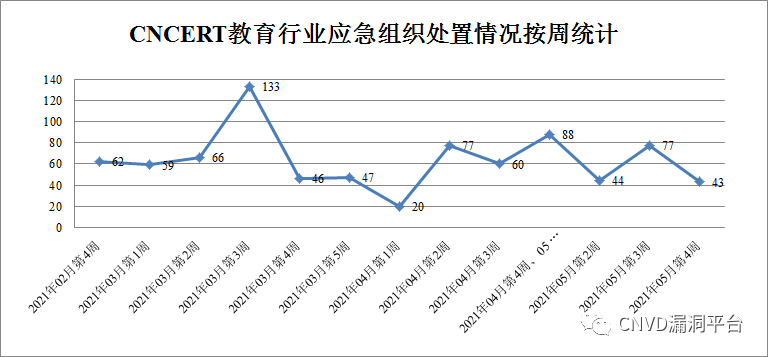 CNCERT教育行业应急组织处置情况按周统计
140
120
100
80
60
40
20
0
62
59
66
133
46
47
20
77
60
88
44
77
43
2021年02月第4周
2021年03月第1周
2021年03月第2周
2021年03月第3周
2021年03月第4周
2021年03月第5周
2021年04月第1周
2021年04月第2周
2021年04月第3周
2021年04月第4周、05…
2021年05月第2周
2021年05月第3周
2021年05月第4周
CNVD漏洞平台